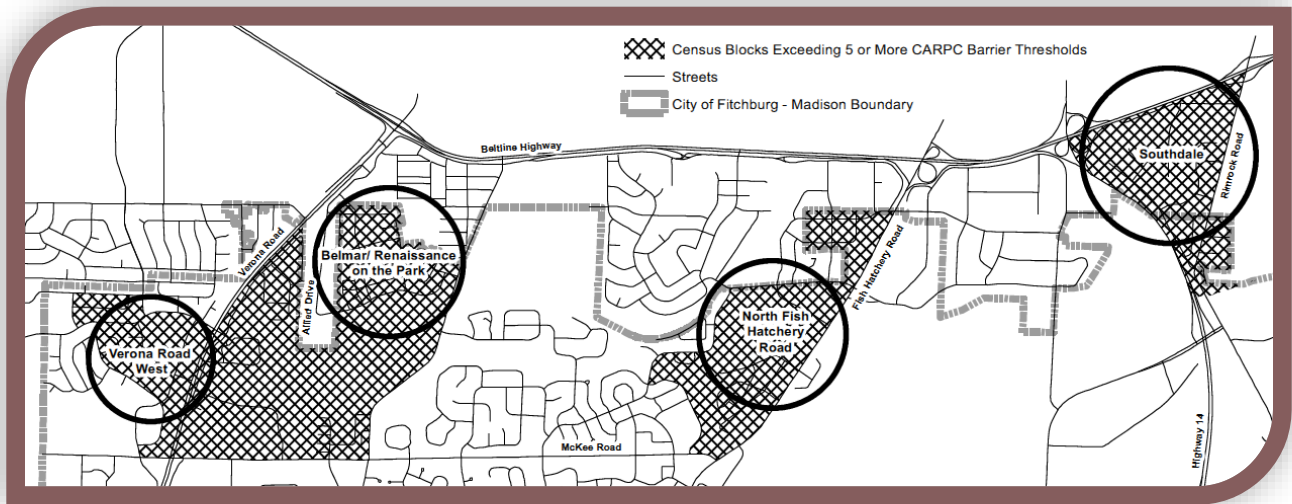 Census Blocks Exceeding 5 or More CARPC Barrier Thresholds
Streets
City of Fitchburg - Madison Boundary
Beltline Highway
Southdale
Rimrock Road
Verona Road
Belmar/ Renaissance
on the Park
Allied Drive
Fish Hatchery Road
North Fish
Hatchery
Road
Verona Road
West
McKee Road
Highway 14